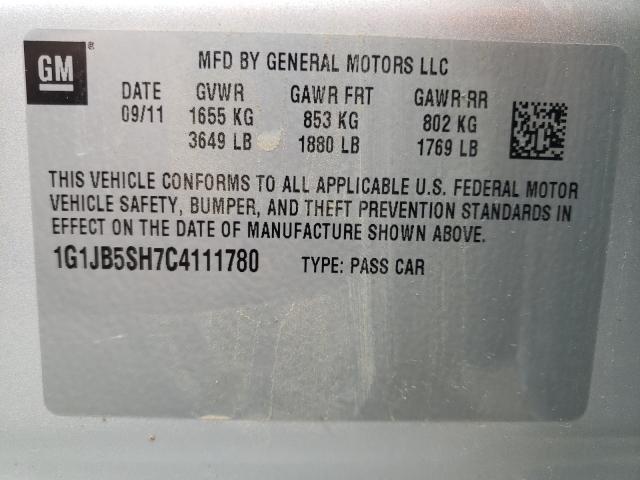 GM ®
MFD BY GENERAL MOTORS LLC
DATE GVWR GAWR FRT GAWR RR
09/11 1655 KG 853 KG 802 KG
3649 LB 1880 LB 1769 LB
THIS VEHICLE CONFORMS TO ALL APPLICABLE U.S. FEDERAL MOTOR
VEHICLE SAFETY, BUMPER, AND THEFT PREVENTION STANDARDS IN
EFFECT ON THE DATE OF MANUFACTURE SHOWN ABOVE.
1G1JB5SH7C4111780 TYPE: PASS CAR